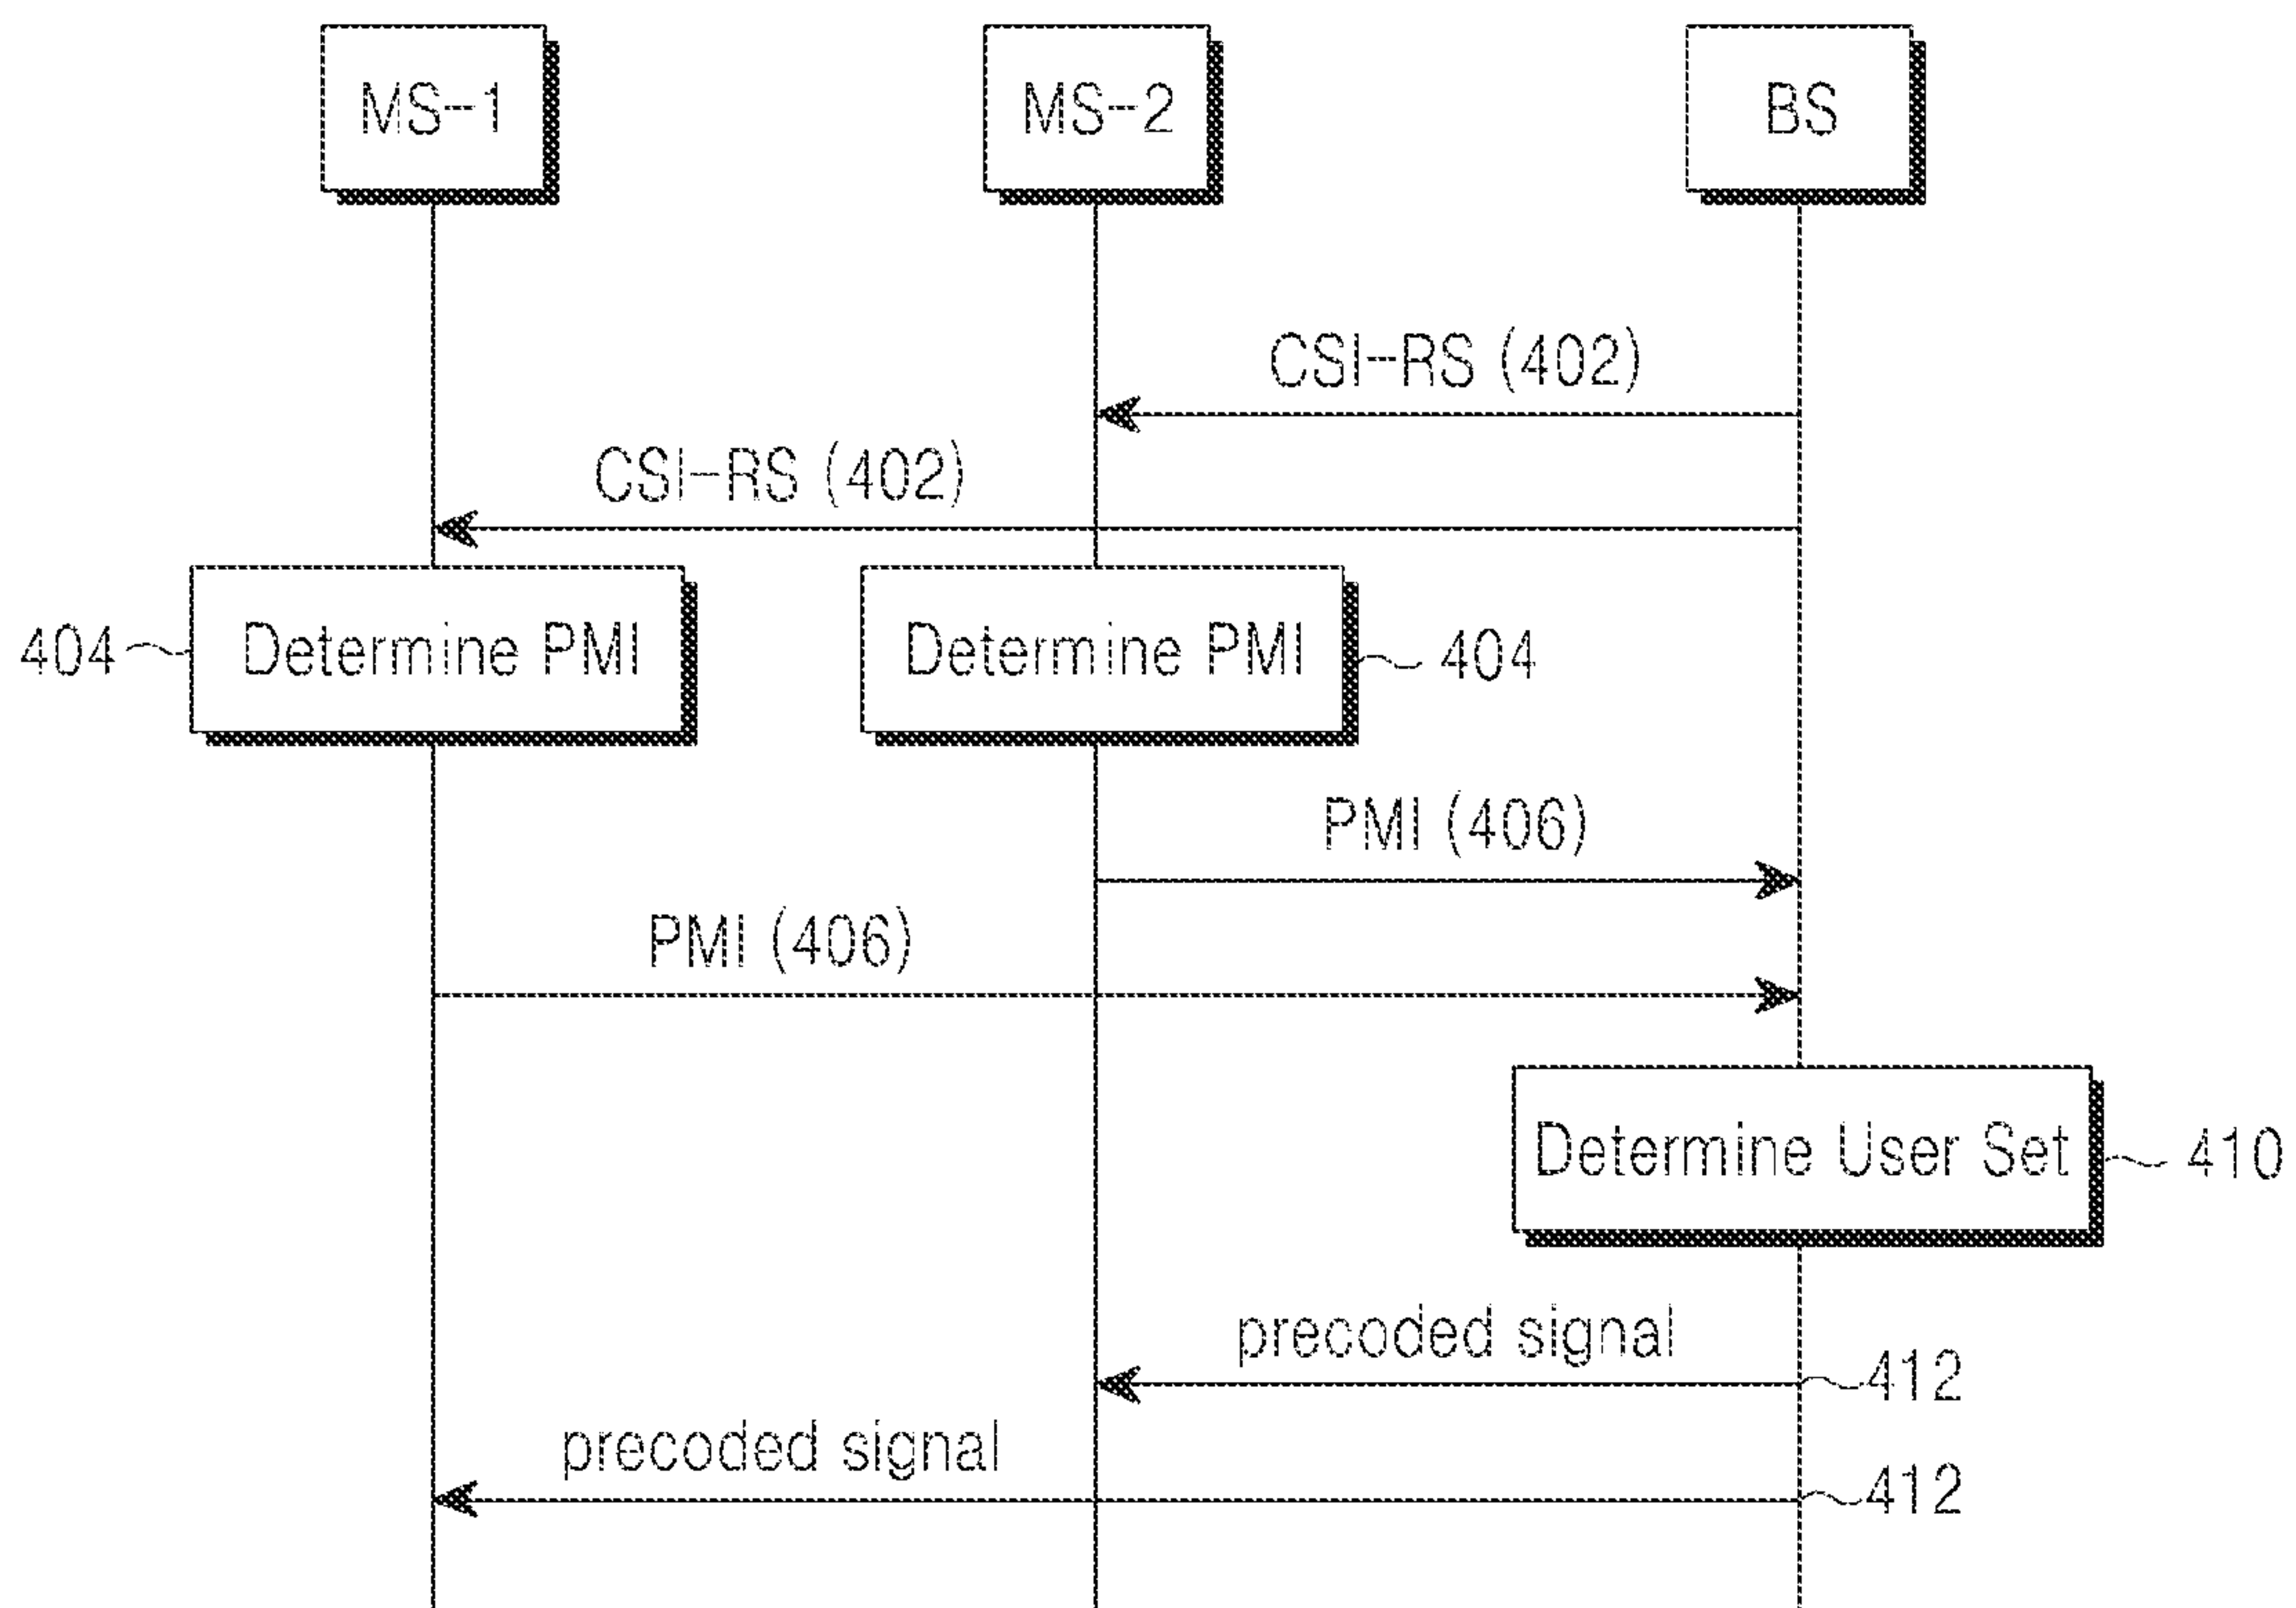 MS-1
MS-2
BS
CSI-RS (402)
CSI-RS (402)
404
Determine PMI
Determine PMI
404
PMI (406)
PMI (406)
Determine User Set
410
precoded signal
412
precoded signal
412